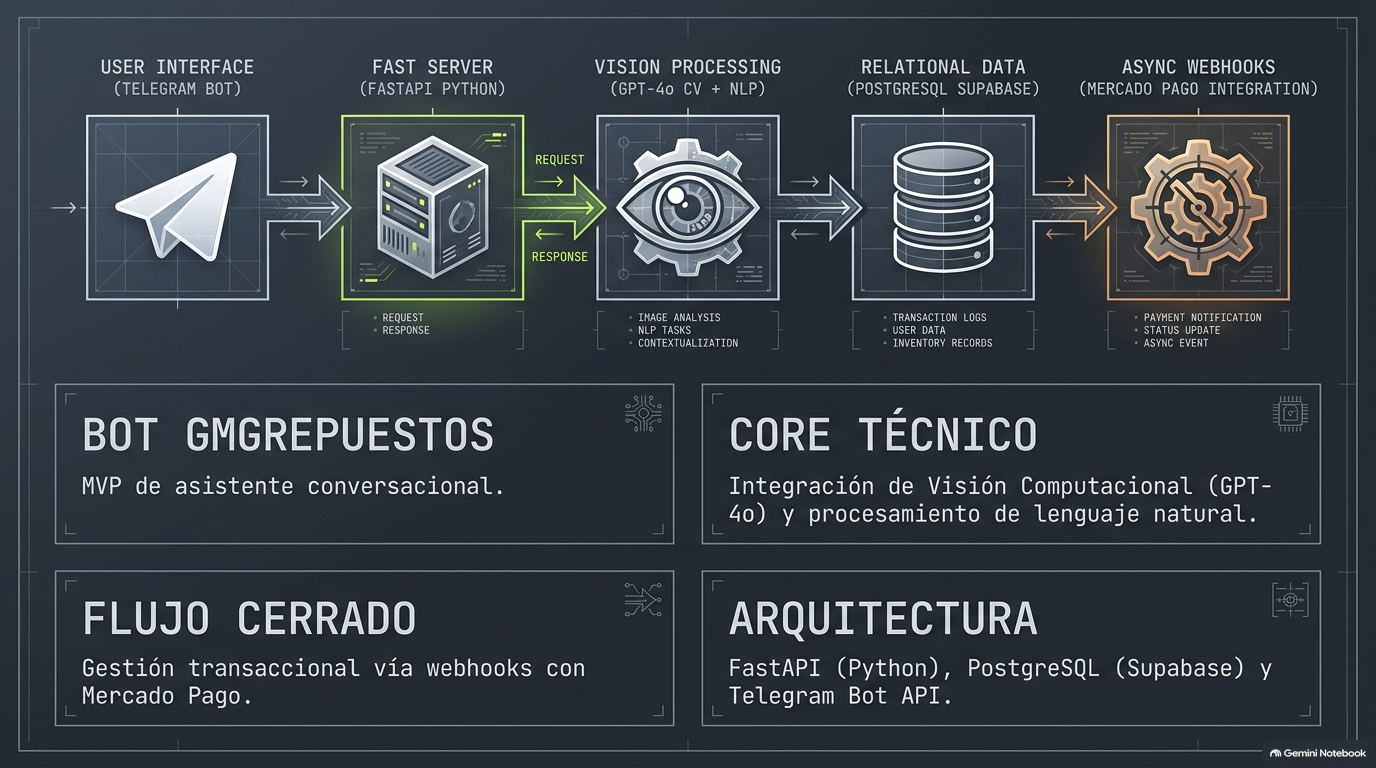 USER INTERFACE
(TELEGRAM BOT)
FAST SERVER
(FASTAPI PYTHON)
VISION PROCESSING
(GPT-4o CV + NLP)
RELATIONAL DATA
(POSTGRESQL SUPABASE)
ASYNC WEBHOOKS
(MERCADO PAGO INTEGRATION)
REQUEST
RESPONSE
• REQUEST
• RESPONSE
• IMAGE ANALYSIS
• NLP TASKS
• CONTEXTUALIZATION
• TRANSACTION LOGS
• USER DATA
• INVENTORY RECORDS
• PAYMENT NOTIFICATION
• STATUS UPDATE
• ASYNC EVENT
BOT GMGREPUESTOS
MVP de asistente conversacional.
CORE TÉCNICO
Integración de Visión Computacional (GPT-
4o) y procesamiento de lenguaje natural.
FLUJO CERRADO
Gestión transaccional vía webhooks con
Mercado Pago.
ARQUITECTURA
FastAPI (Python), PostgreSQL (Supabase) y
Telegram Bot API.
Gemini Notebook